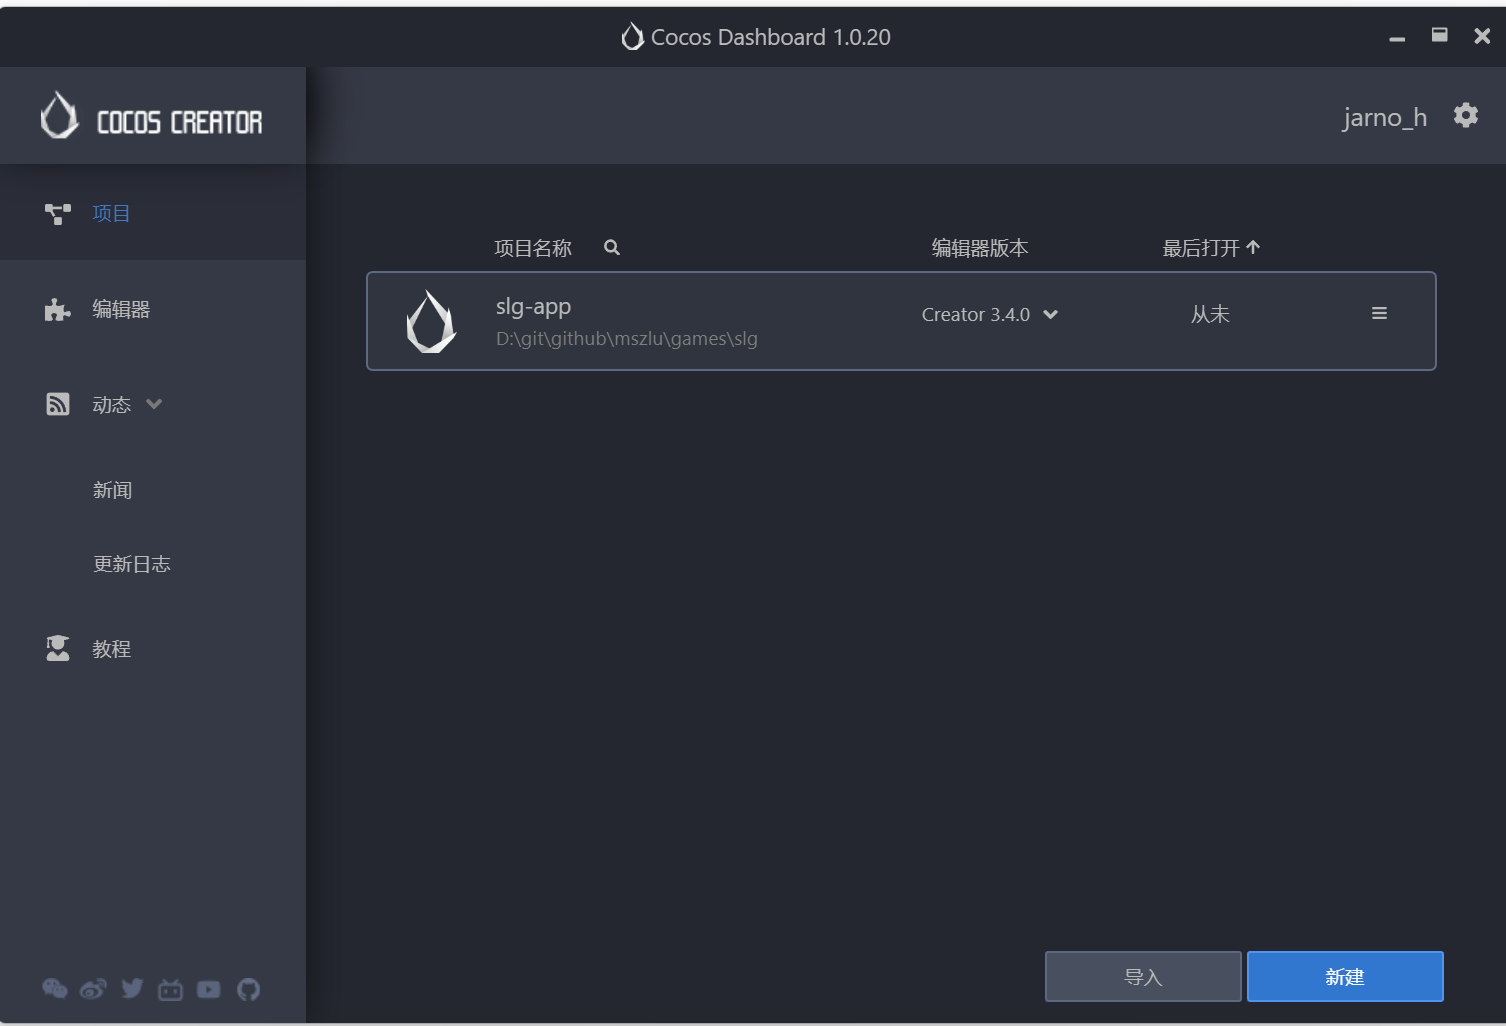 Cocos Dashboard 1.0.20
COCOS CREATOR
jarno_h
项目
编辑器
动态
新闻
更新日志
教程
项目名称 编辑器版本 最后打开
slg-app Creator 3.4.0 从未
D:\git\github\mszlu\games\slg
导入 新建